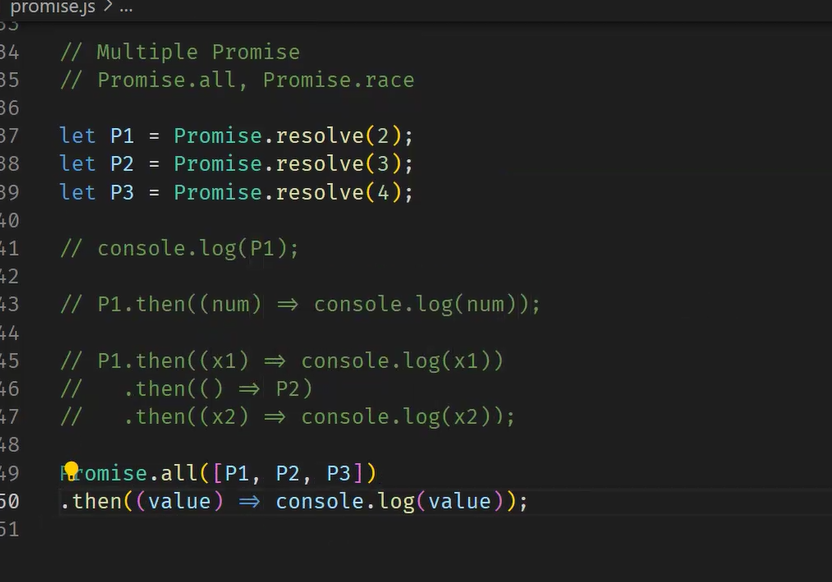 promise.js > ...
33
34 // Multiple Promise
35 // Promise.all, Promise.race
36
37 let P1 = Promise.resolve(2);
38 let P2 = Promise.resolve(3);
39 let P3 = Promise.resolve(4);
40
41 // console.log(P1);
42
43 // P1.then((num) => console.log(num));
44
45 // P1.then((x1) => console.log(x1))
46 //   .then(() => P2)
47 //   .then((x2) => console.log(x2));
48
49 Promise.all([P1, P2, P3])
50 .then((value) => console.log(value));
51